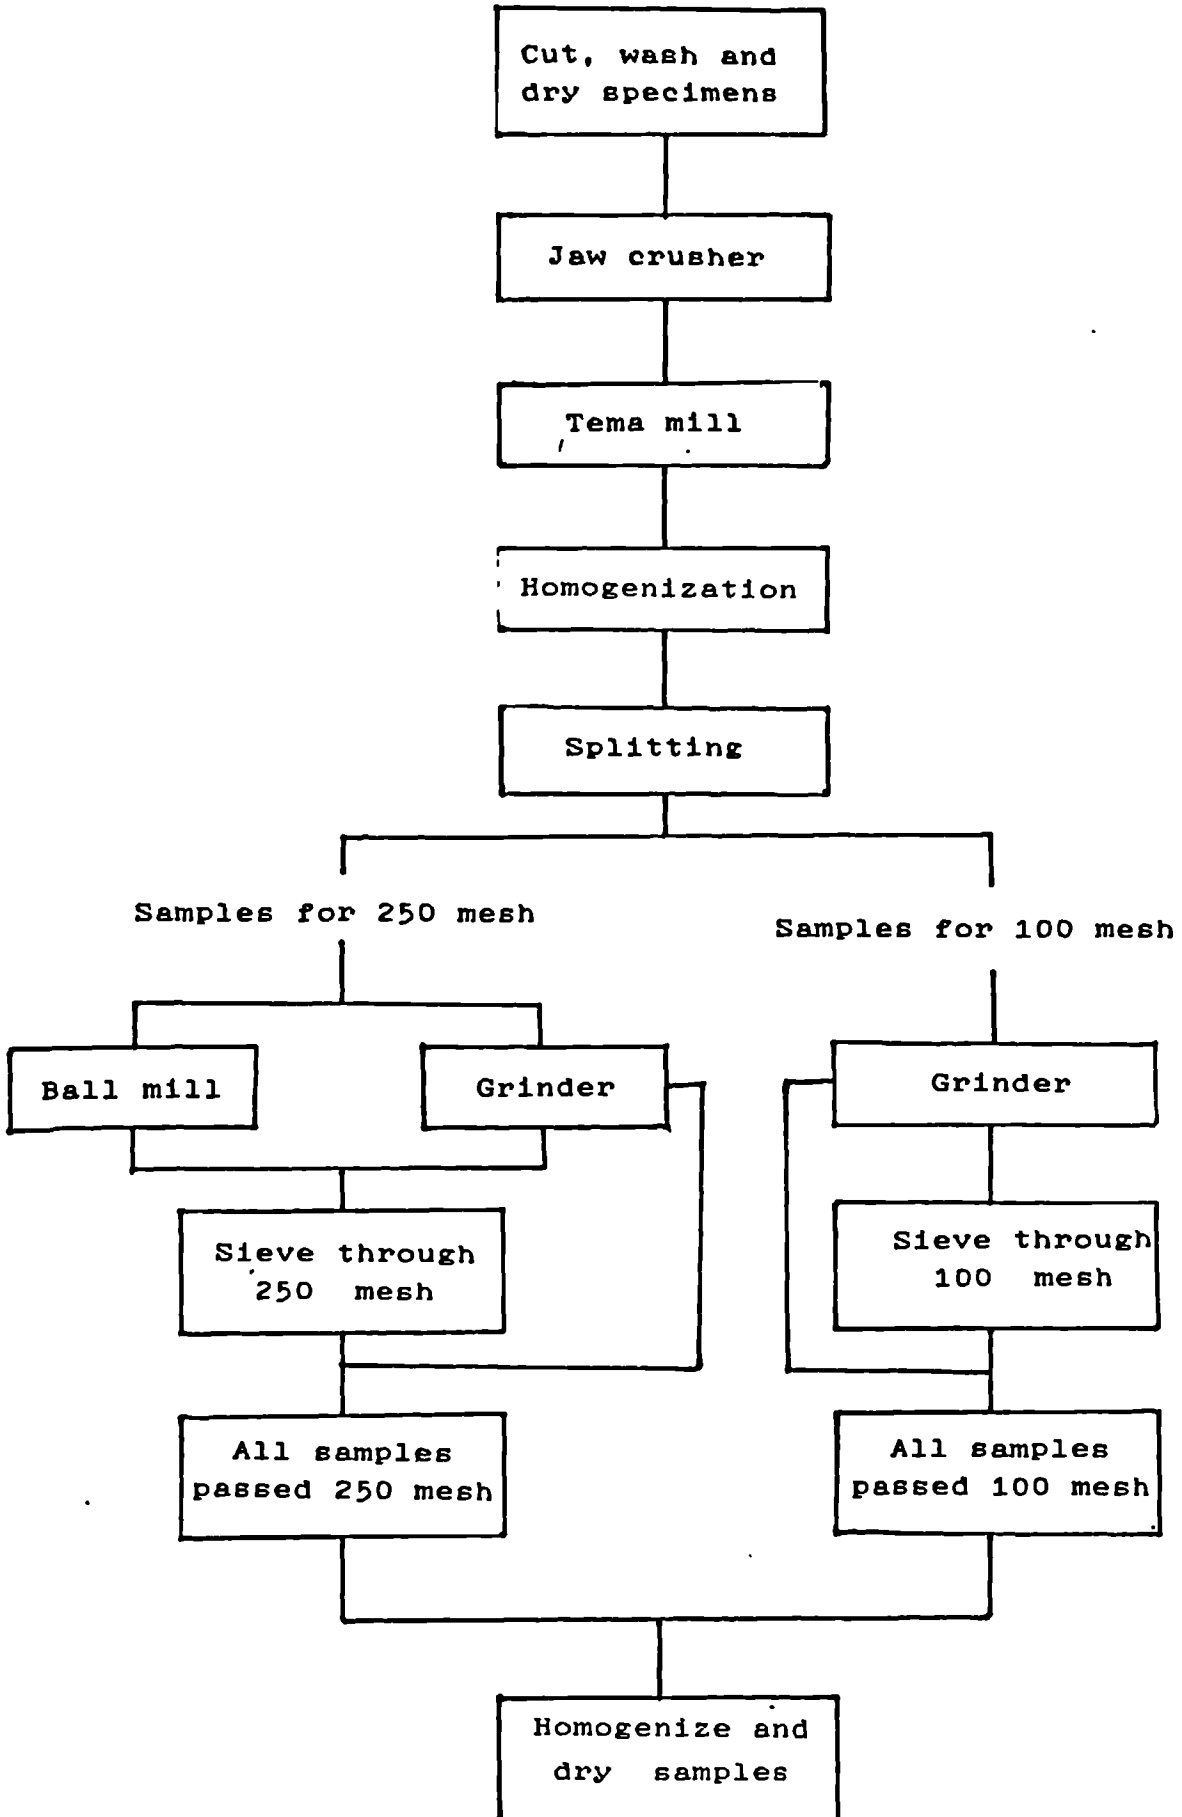 Cut, wash and
dry specimens
Jaw crusher
Tema mill
Homogenization
Splitting
Samples for 250 mesh
Samples for 100 mesh
Ball mill
Grinder
Grinder
Sieve through
250 mesh
Sieve through
100 mesh
All samples
passed 250 mesh
All samples
passed 100 mesh
Homogenize and
dry samples